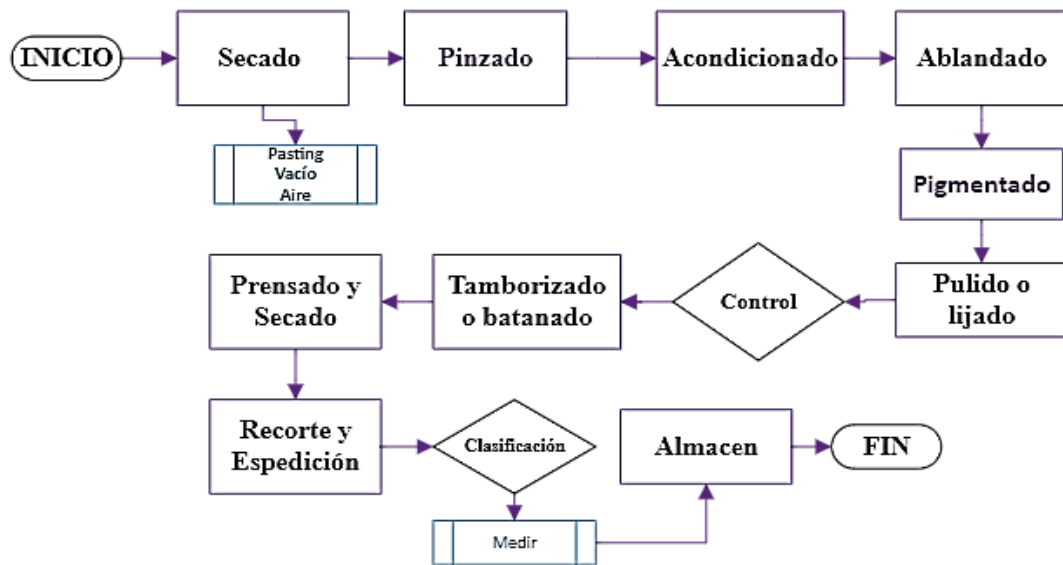 INICIO
Secado
Pinzado
Acondicionado
Ablandado
Pasting
Vacío
Aire
Pigmentado
Pulido o
lijado
Control
Tamborizado
o batanado
Prensado y
Secado
Recorte y
Espedición
Clasificación
Medir
Almacen
FIN